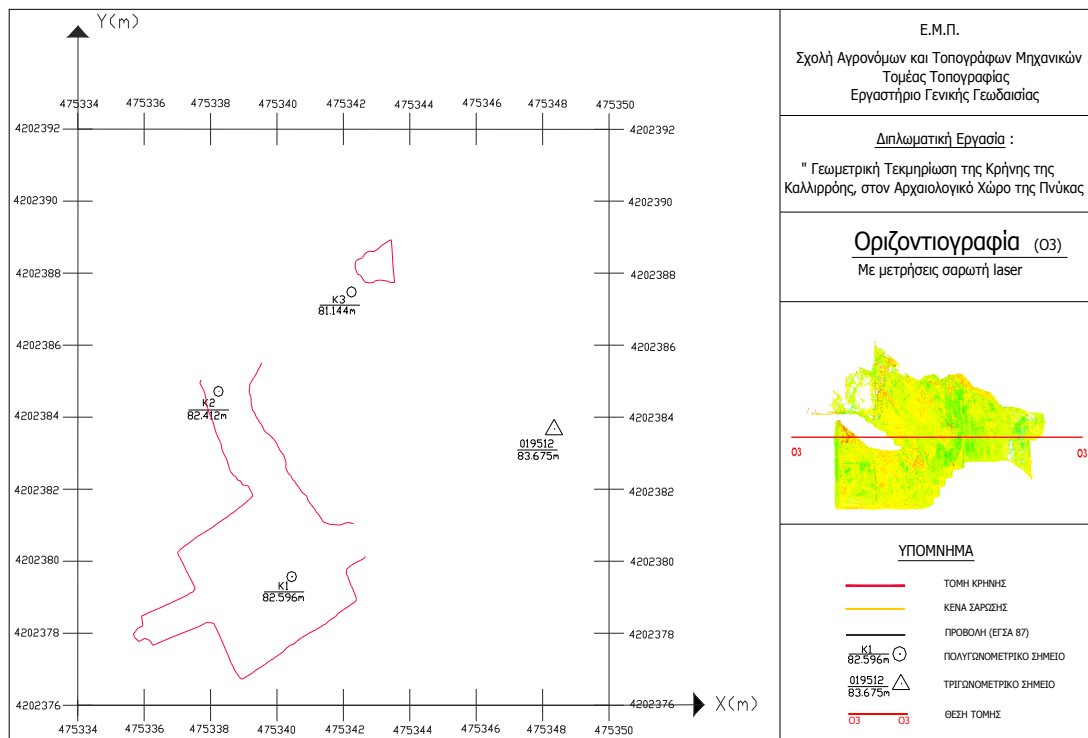 Y(m)
475334 475336 475338 475340 475342 475344 475346 475348 475350
4202392 4202392
4202390 4202390
4202388 4202388
K3
81.144m
4202386 4202386
K2
82.412m
4202384 4202384
019512
83.675m
4202382 4202382
4202380 4202380
K1
82.596m
4202378 4202378
4202376 4202376
X(m)
475334 475336 475338 475340 475342 475344 475346 475348 475350
Ε.Μ.Π.
Σχολή Αγρονόμων και Τοπογράφων Μηχανικών
Τομέας Τοπογραφίας
Εργαστήριο Γενικής Γεωδαισίας
Διπλωματική Εργασία :
" Γεωμετρική Τεκμηρίωση της Κρήνης της
Καλλιρρόης, στον Αρχαιολογικό Χώρο της Πνύκας
Οριζοντιογραφία (Ο3)
Με μετρήσεις σαρωτή laser
Ο3 Ο3
ΥΠΟΜΝΗΜΑ
ΤΟΜΗ ΚΡΗΝΗΣ
ΚΕΝΑ ΣΑΡΩΣΗΣ
ΠΡΟΒΟΛΗ (ΕΓΣΑ 87)
K1
82.596m
ΠΟΛΥΓΩΝΟΜΕΤΡΙΚΟ ΣΗΜΕΙΟ
019512
83.675m
ΤΡΙΓΩΝΟΜΕΤΡΙΚΟ ΣΗΜΕΙΟ
Ο3 Ο3
ΘΕΣΗ ΤΟΜΗΣ